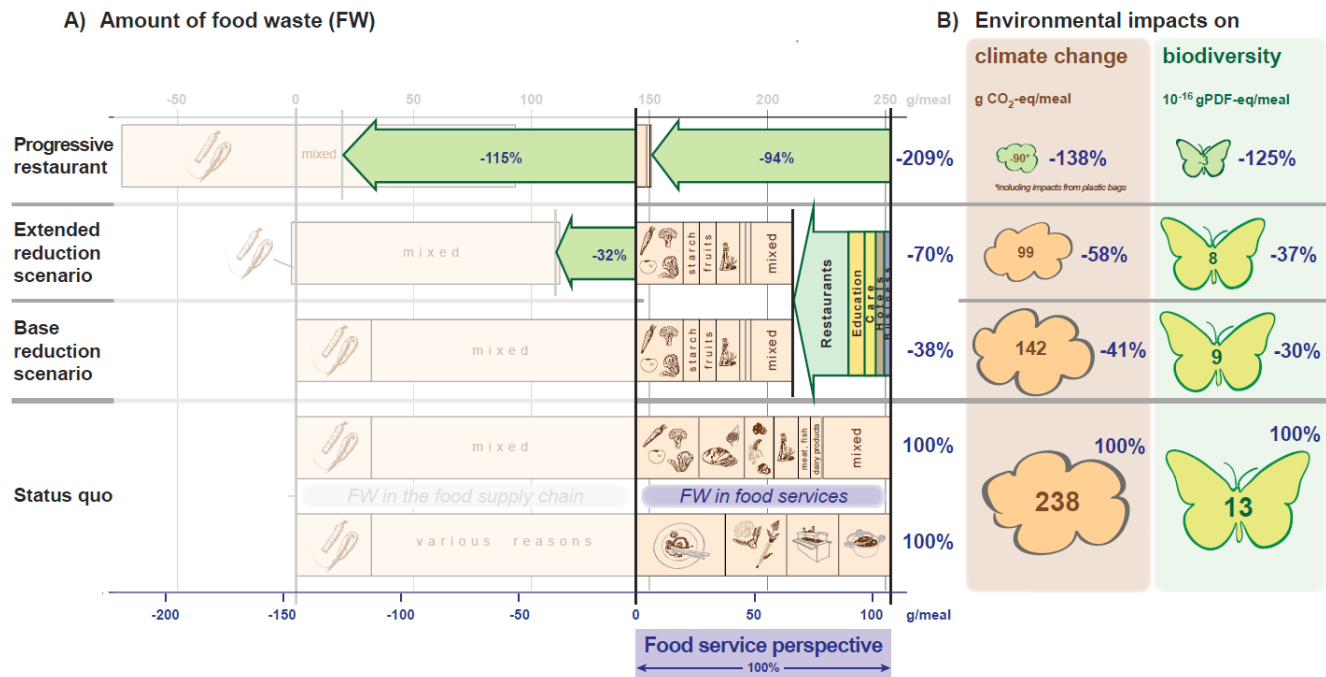 A) Amount of food waste (FW)
B) Environmental impacts on
climate change
biodiversity
g CO2-eq/meal
10-16 gPDF-eq/meal
-50
0
50
100
150
200
250
g/meal
Progressive
restaurant
mixed
-115%
-94%
-209%
-90*
-138%
*including impacts from plastic bags
-3
-125%
Extended
reduction
scenario
mixed
-32%
starch
fruits
mixed
Restaurants
Education
Care
Hotels
Business
-70%
99
-58%
8
-37%
Base
reduction
scenario
mixed
starch
fruits
mixed
-38%
142
-41%
9
-30%
Status quo
mixed
meat, fish
dairy products
mixed
100%
FW in the food supply chain
FW in food services
various reasons
100%
100%
238
100%
13
-200
-150
-100
-50
0
50
100
g/meal
Food service perspective
100%